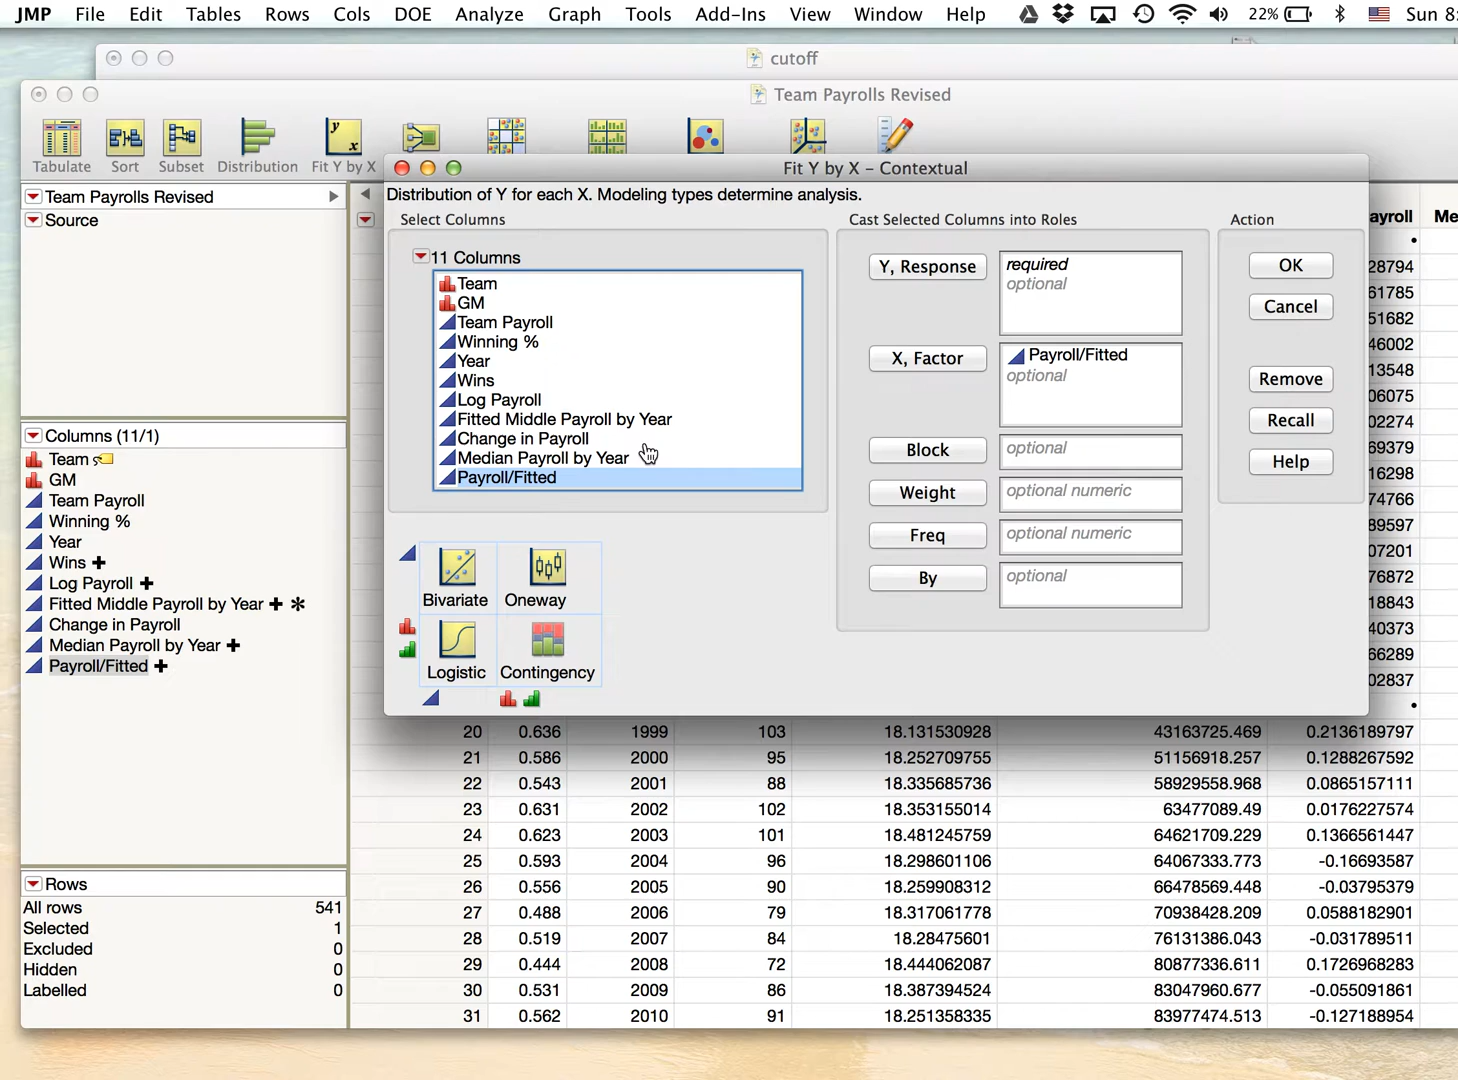 JMP File Edit Tables Rows Cols DOE Analyze Graph Tools Add-Ins View Window Help 22% Sun 8:
cutoff
Team Payrolls Revised
Tabulate Sort Subset Distribution Fit Y by X
Fit Y by X – Contextual
Team Payrolls Revised
Source
Distribution of Y for each X. Modeling types determine analysis.
Select Columns
11 Columns
Team
GM
Team Payroll
Winning %
Year
Wins
Log Payroll
Fitted Middle Payroll by Year
Change in Payroll
Median Payroll by Year
Payroll/Fitted
Bivariate Oneway
Logistic Contingency
Cast Selected Columns into Roles
Y, Response required
optional
X, Factor Payroll/Fitted
optional
Block optional
Weight optional numeric
Freq optional numeric
By optional
Action
OK
Cancel
Remove
Recall
Help
ayroll Me
28794
61785
51682
46002
13548
06075
02274
69379
16298
74766
89597
07201
76872
18843
40373
66289
02837
Columns (11/1)
Team
GM
Team Payroll
Winning %
Year
Wins
Log Payroll
Fitted Middle Payroll by Year
Change in Payroll
Median Payroll by Year
Payroll/Fitted
Rows
All rows 541
Selected 1
Excluded 0
Hidden 0
Labelled 0
20 0.636 1999 103 18.131530928 43163725.469 0.2136189797
21 0.586 2000 95 18.252709755 51156918.257 0.1288267592
22 0.543 2001 88 18.335685736 58929558.968 0.0865157111
23 0.631 2002 102 18.353155014 63477089.49 0.0176227574
24 0.623 2003 101 18.481245759 64621709.229 0.1366561447
25 0.593 2004 96 18.298601106 64067333.773 -0.16693587
26 0.556 2005 90 18.259908312 66478569.448 -0.03795379
27 0.488 2006 79 18.317061778 70938428.209 0.0588182901
28 0.519 2007 84 18.28475601 76131386.043 -0.031789511
29 0.444 2008 72 18.444062087 80877336.611 0.1726968283
30 0.531 2009 86 18.387394524 83047960.677 -0.055091861
31 0.562 2010 91 18.251358335 83977474.513 -0.127188954